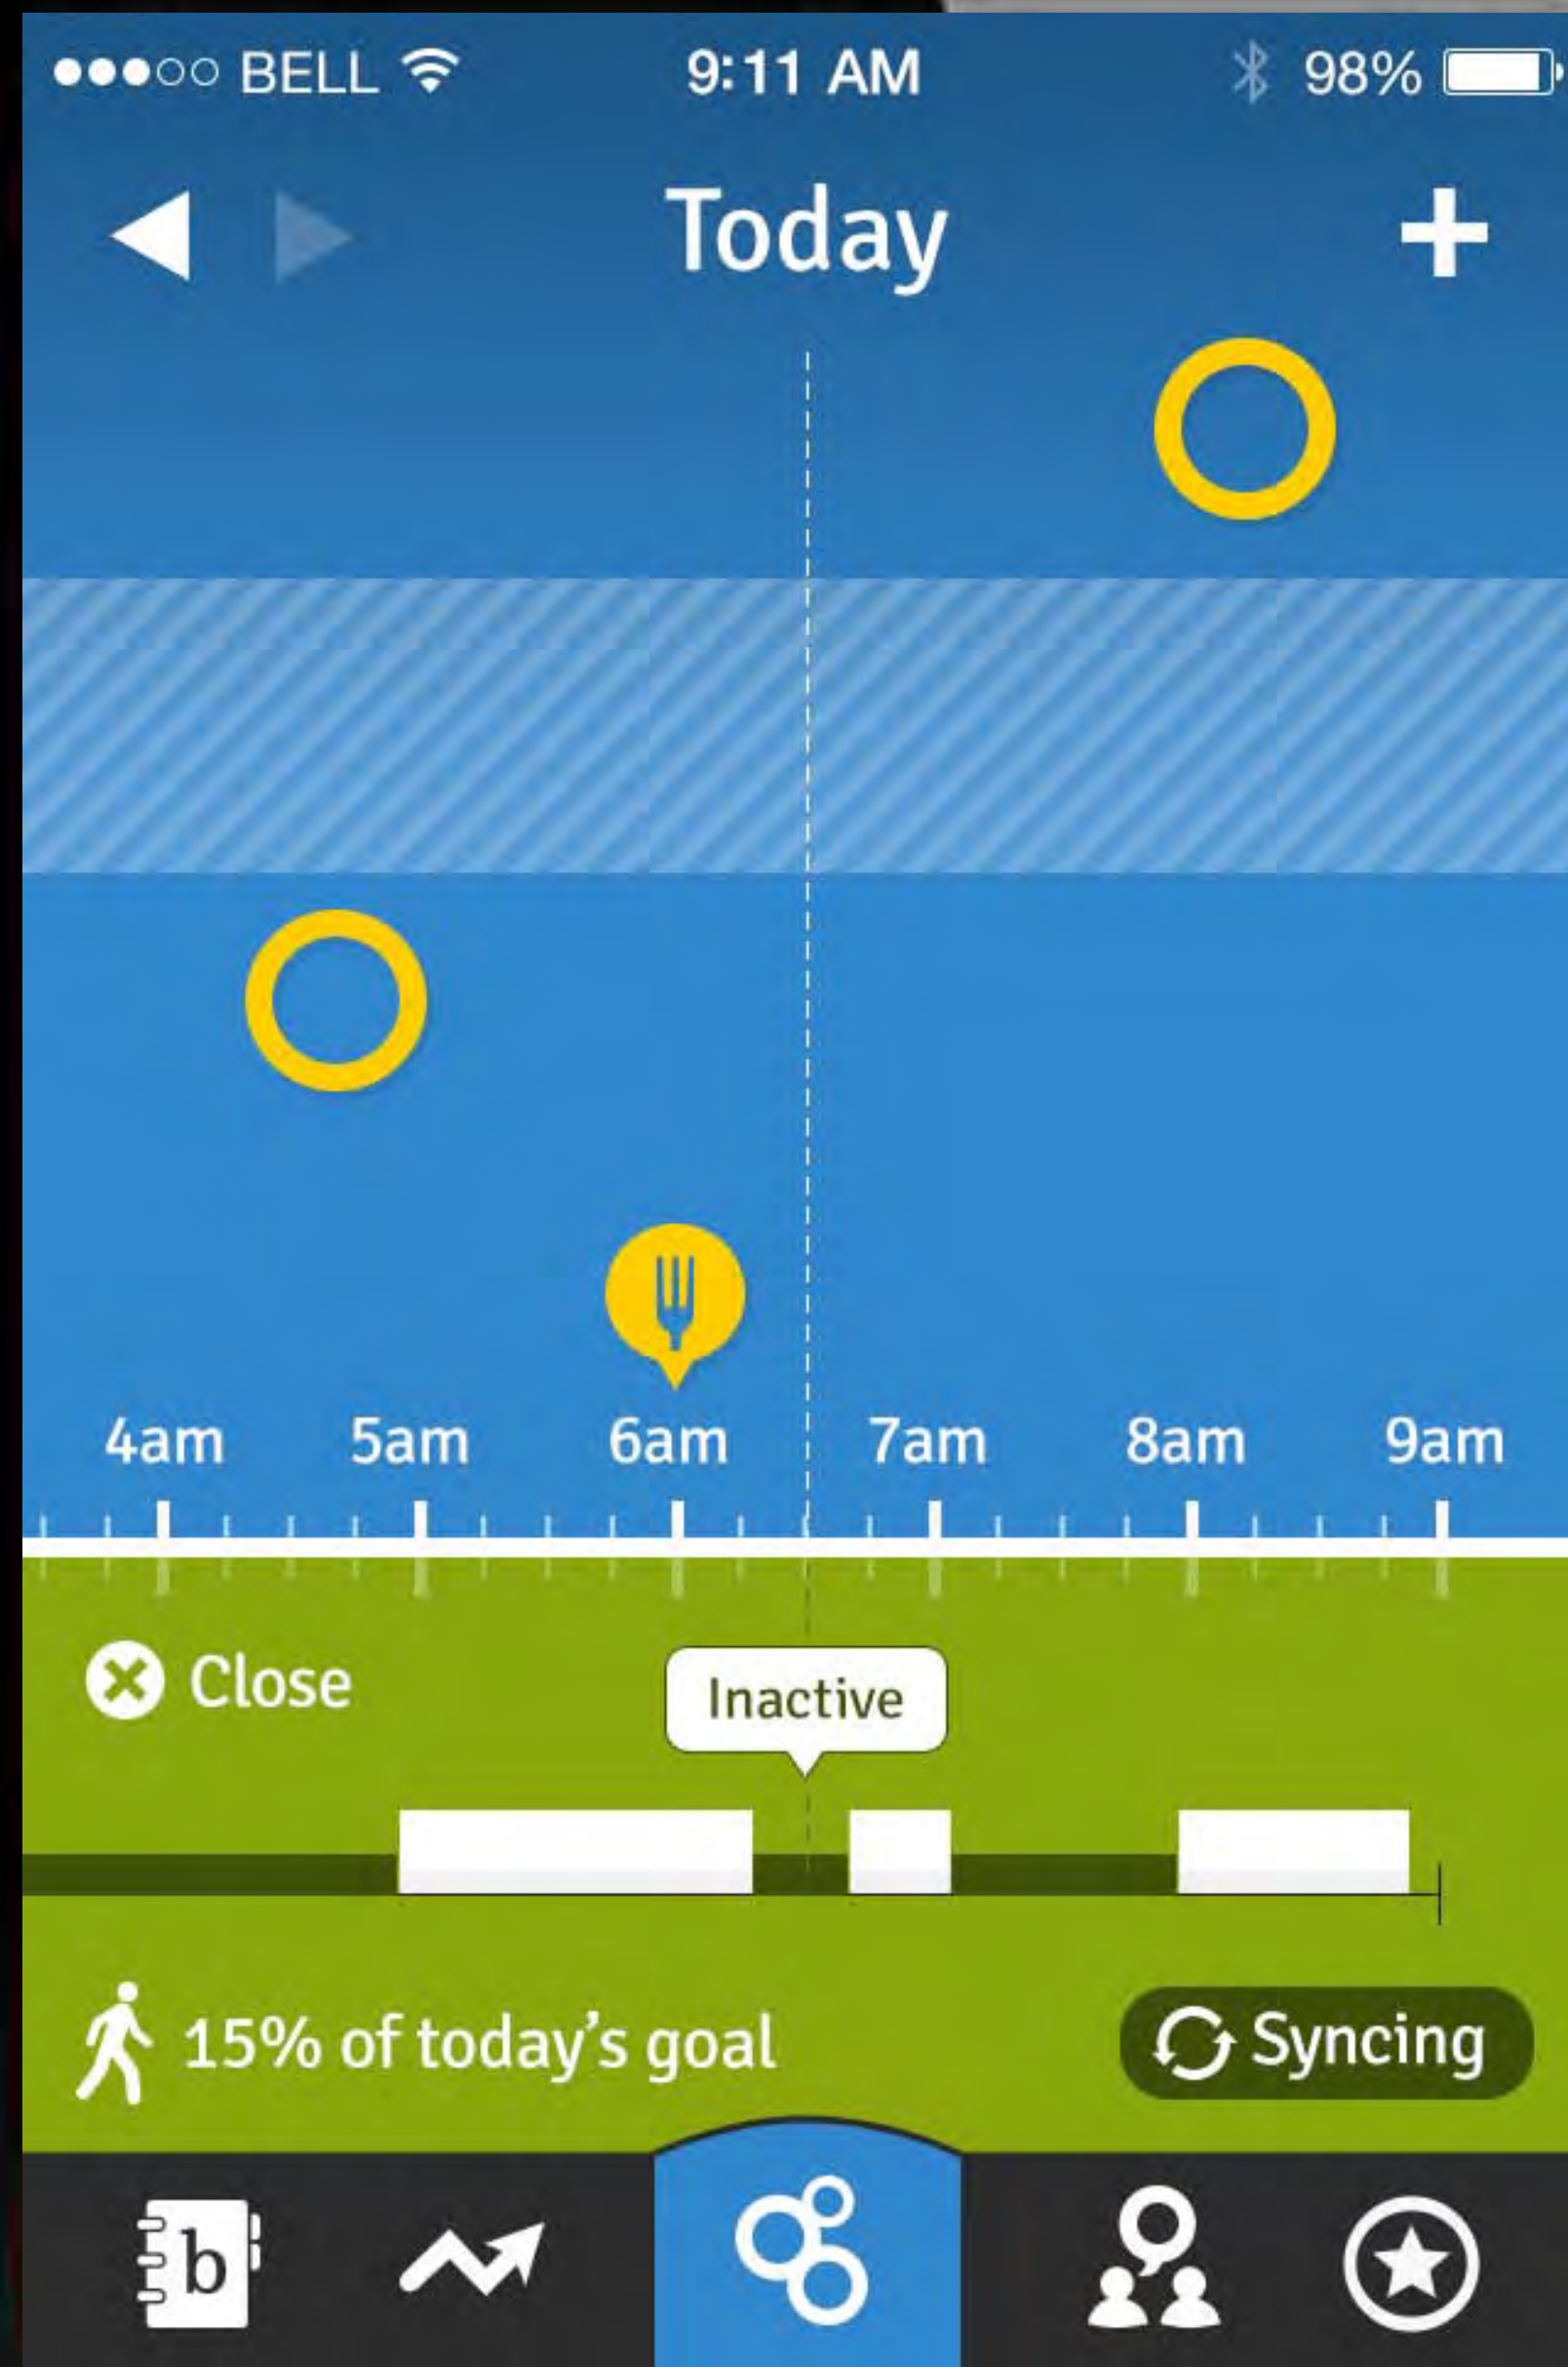 BELL 9:11 AM 98%
Today
4am 5am 6am 7am 8am 9am
Close
Inactive
15% of today’s goal
Syncing
b